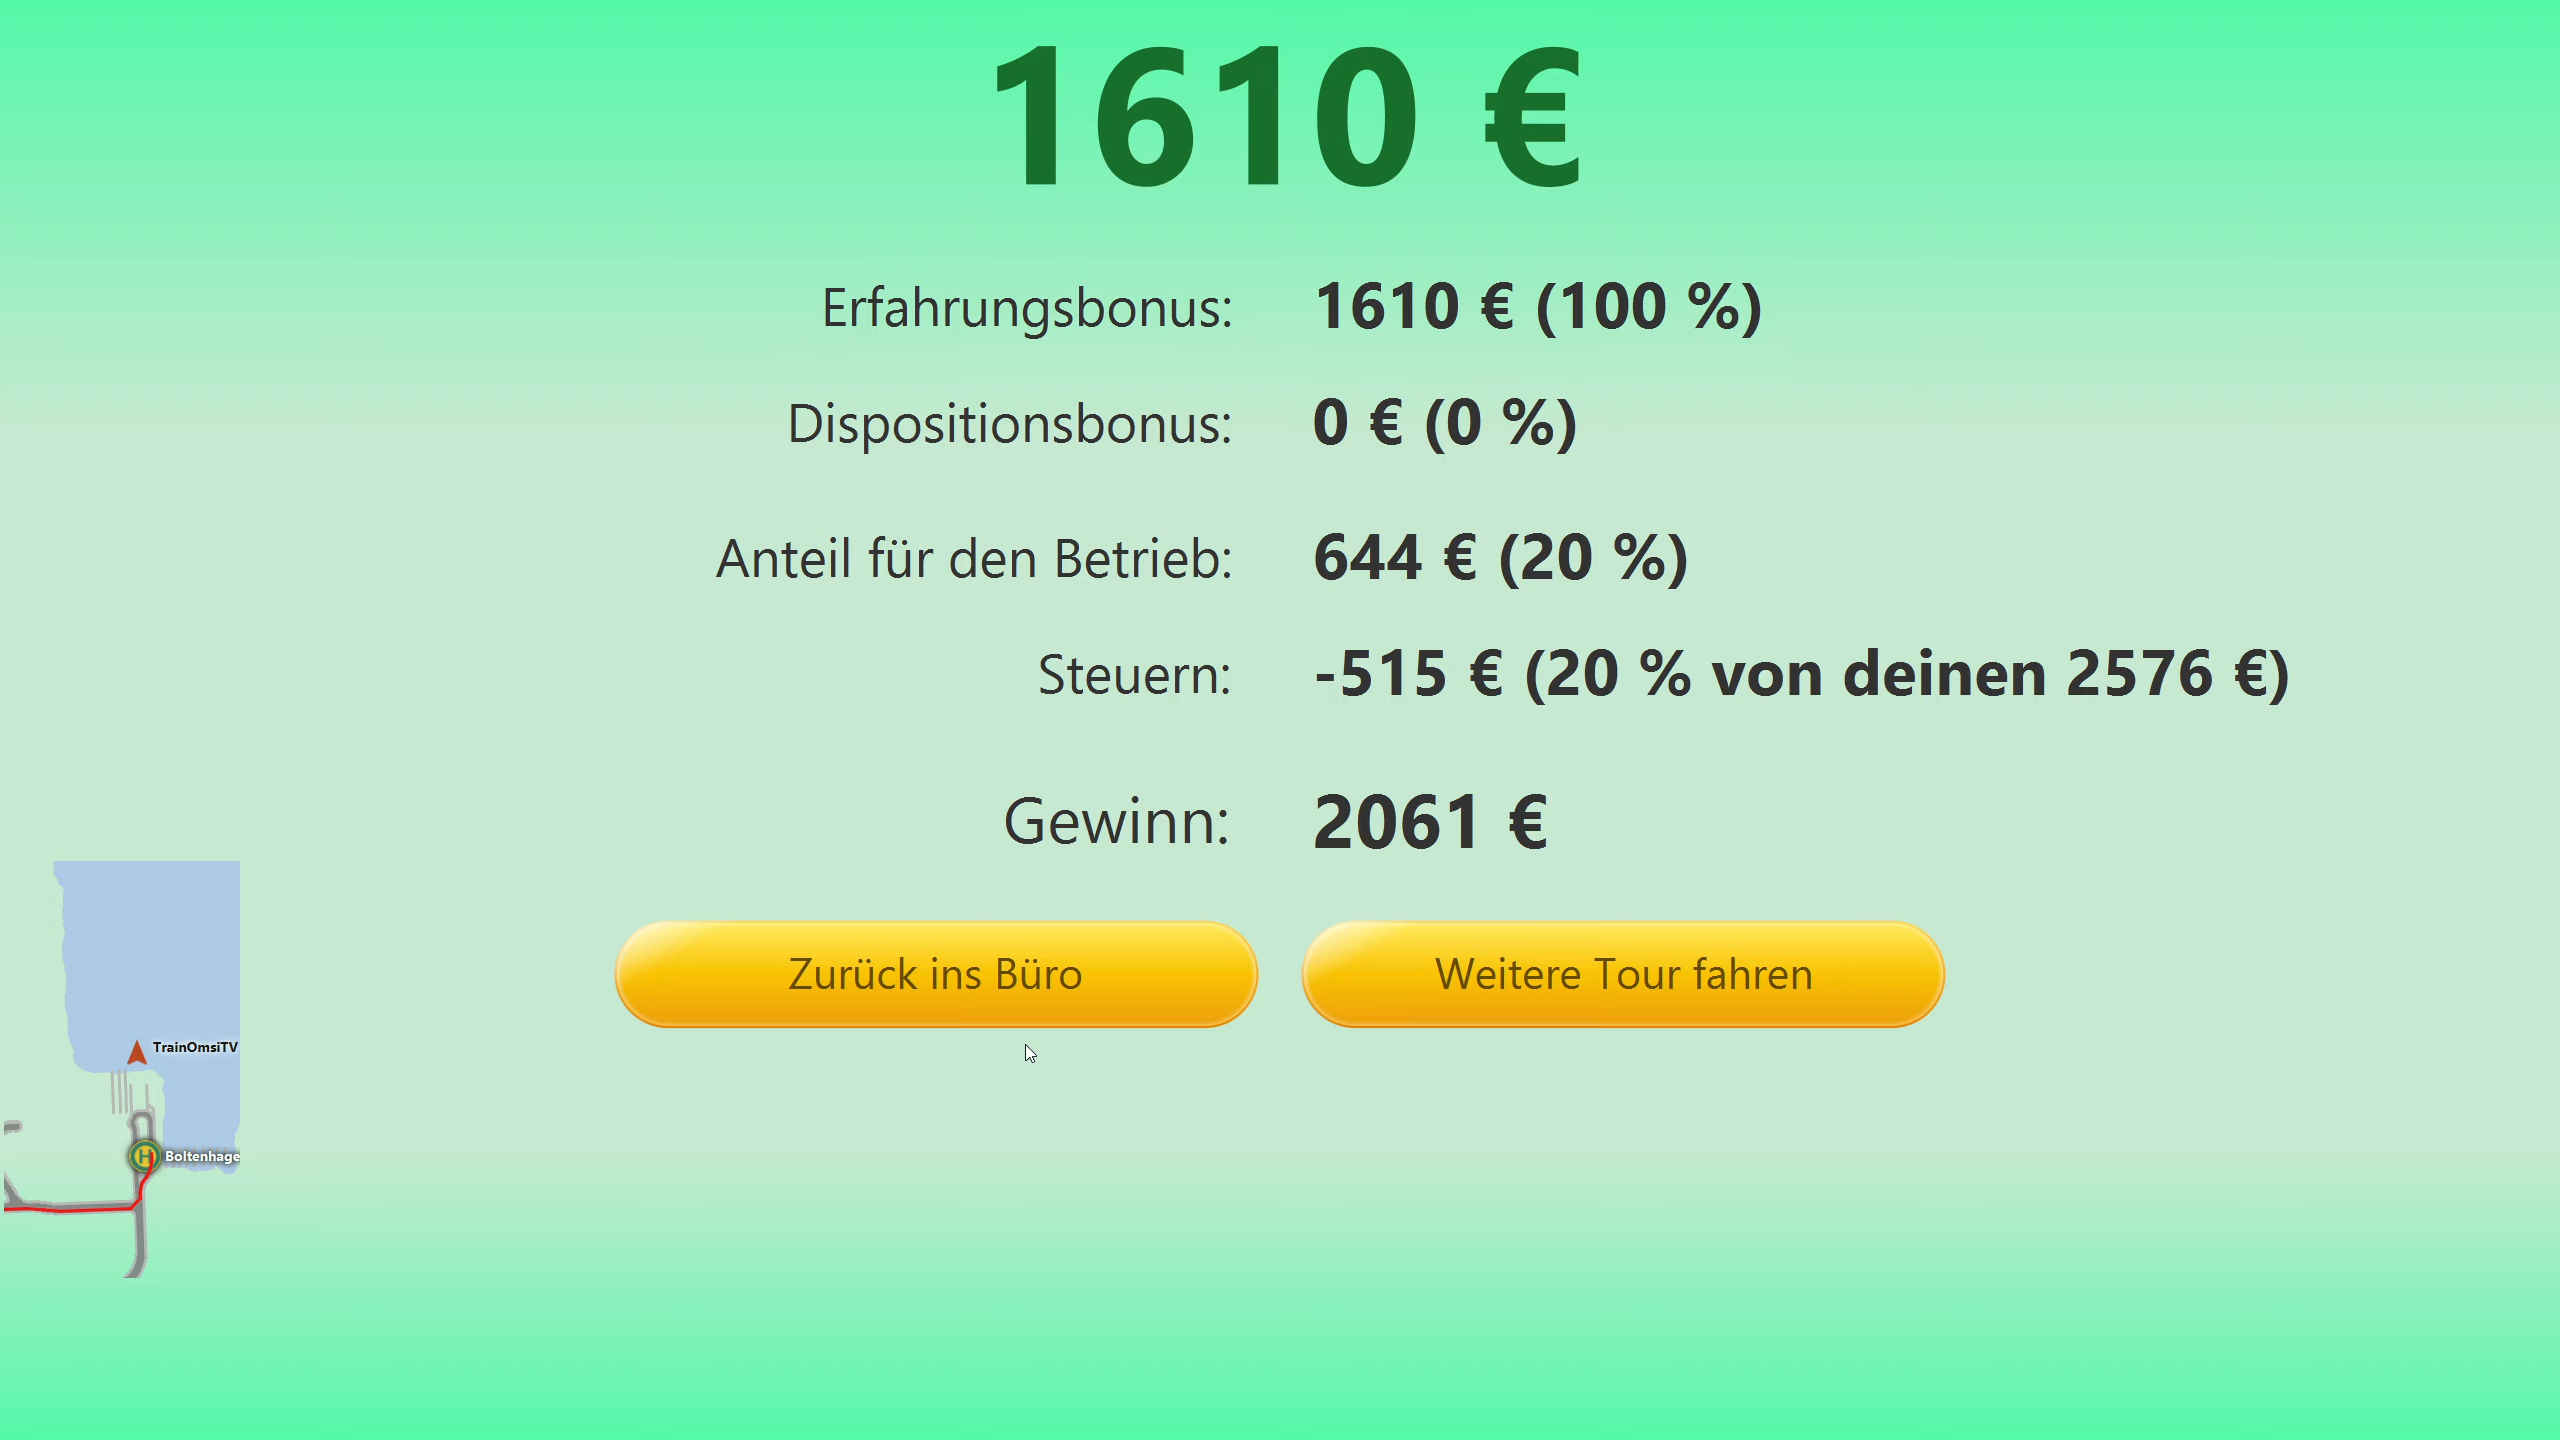 1610 €
Erfahrungsbonus: 1610 € (100 %)
Dispositionsbonus: 0 € (0 %)
Anteil für den Betrieb: 644 € (20 %)
Steuern: -515 € (20 % von deinen 2576 €)
Gewinn: 2061 €
Zurück ins Büro Weitere Tour fahren
TrainOmsiTV
H Boltenhage